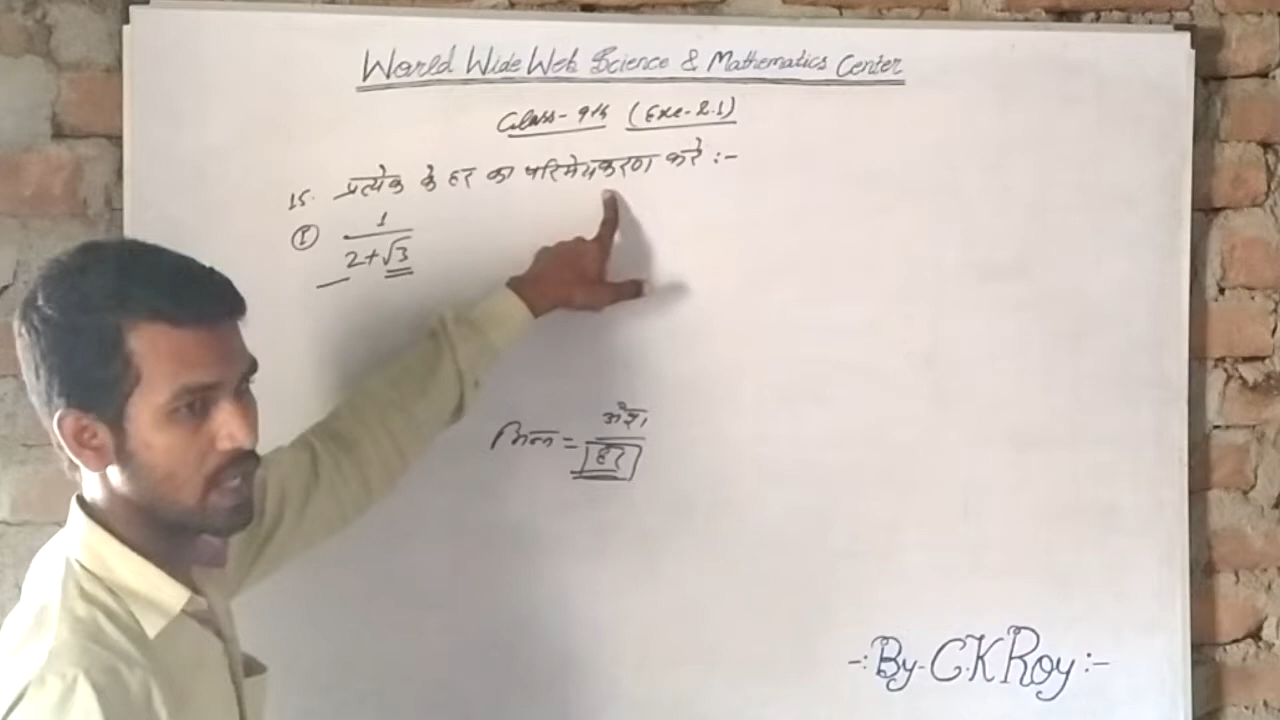 World Wide Web Science & Mathematics Center
Class-9th (Exe-2.1)
15. प्रत्येक के हर का परिमेयकरण करे :-
(I) 1
2+√3
भिन्न = अंश
हर
-: By- C.K Roy :-